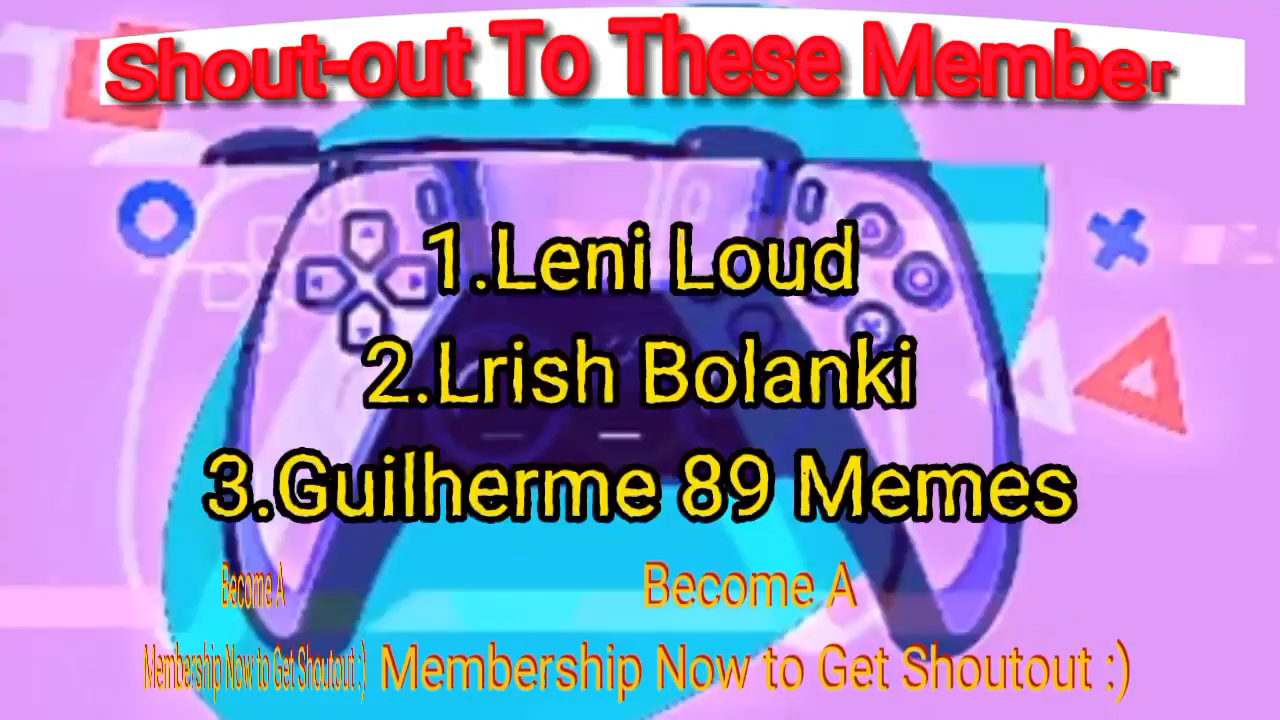 Shout-out To These Member
1.Leni Loud
2.Lrish Bolanki
3.Guilherme 89 Memes
Become A
Membership Now to Get Shoutout :)
Become A
Membership Now to Get Shoutout :)